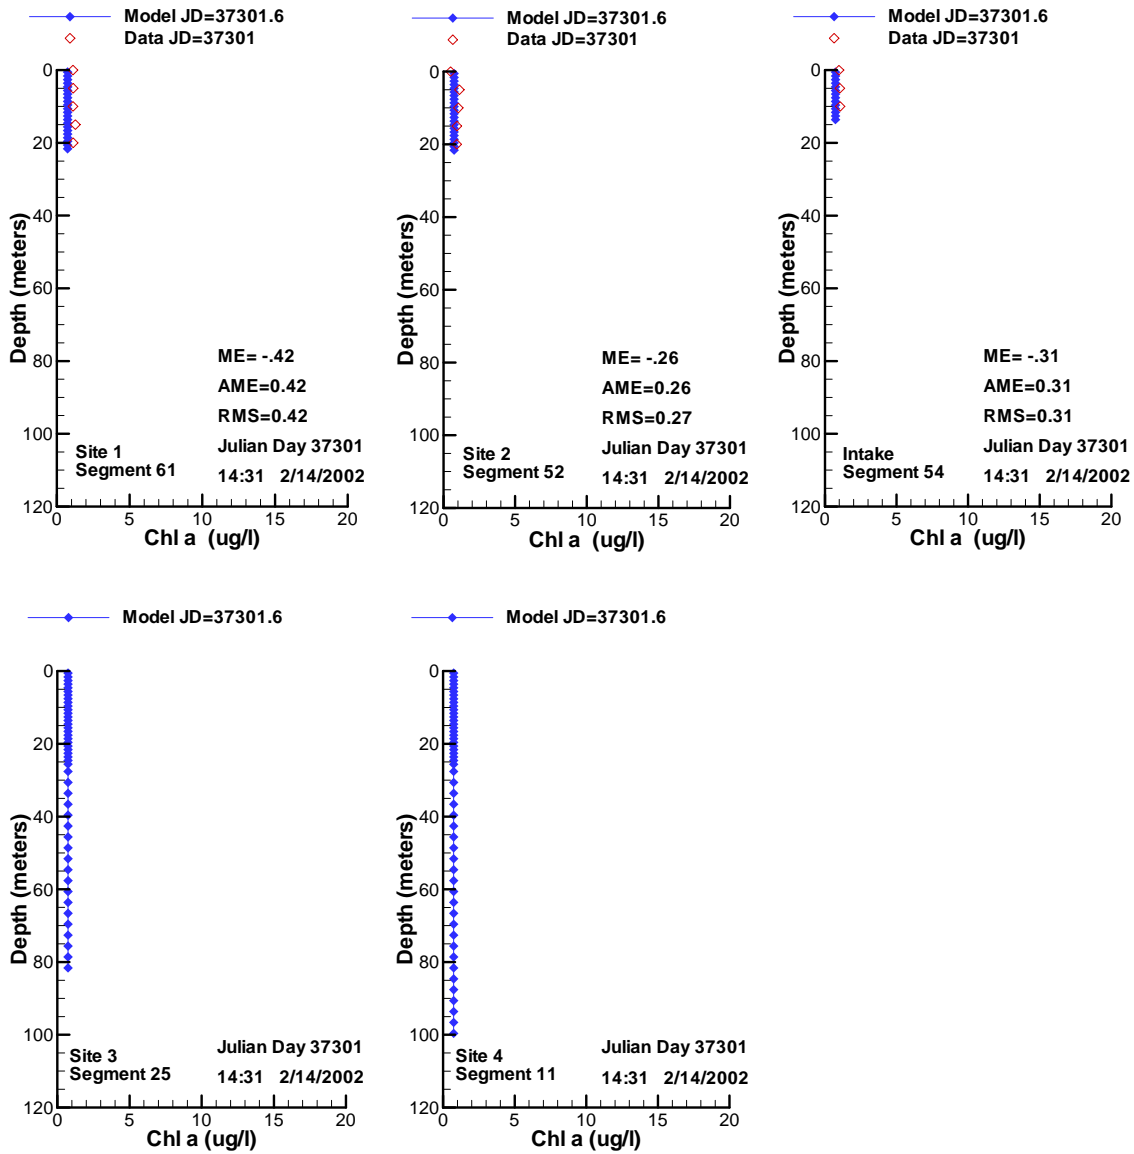 Model JD=37301.6
Data JD=37301
0
20
40
60
80
100
120
Depth (meters)
ME= -.42
AME=0.42
RMS=0.42
Site 1
Segment 61
Julian Day 37301
14:31 2/14/2002
0 5 10 15 20
Chl a (ug/l)
Model JD=37301.6
Data JD=37301
0
20
40
60
80
100
120
Depth (meters)
ME= -.26
AME=0.26
RMS=0.27
Site 2
Segment 52
Julian Day 37301
14:31 2/14/2002
0 5 10 15 20
Chl a (ug/l)
Model JD=37301.6
Data JD=37301
0
20
40
60
80
100
120
Depth (meters)
ME= -.31
AME=0.31
RMS=0.31
Intake
Segment 54
Julian Day 37301
14:31 2/14/2002
0 5 10 15 20
Chl a (ug/l)
Model JD=37301.6
0
20
40
60
80
100
120
Depth (meters)
Site 3
Segment 25
Julian Day 37301
14:31 2/14/2002
0 5 10 15 20
Chl a (ug/l)
Model JD=37301.6
0
20
40
60
80
100
120
Depth (meters)
Site 4
Segment 11
Julian Day 37301
14:31 2/14/2002
0 5 10 15 20
Chl a (ug/l)